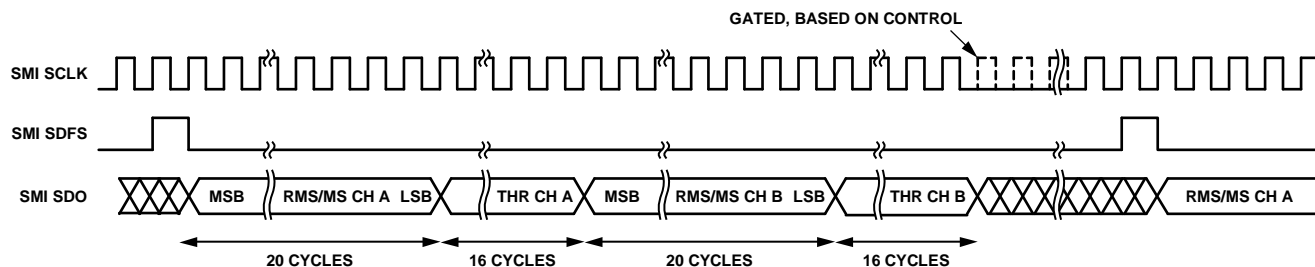 GATED, BASED ON CONTROL
SMI SCLK
SMI SDFS
SMI SDO
MSB RMS/MS CH A LSB THR CH A MSB RMS/MS CH B LSB THR CH B RMS/MS CH A
20 CYCLES 16 CYCLES 20 CYCLES 16 CYCLES